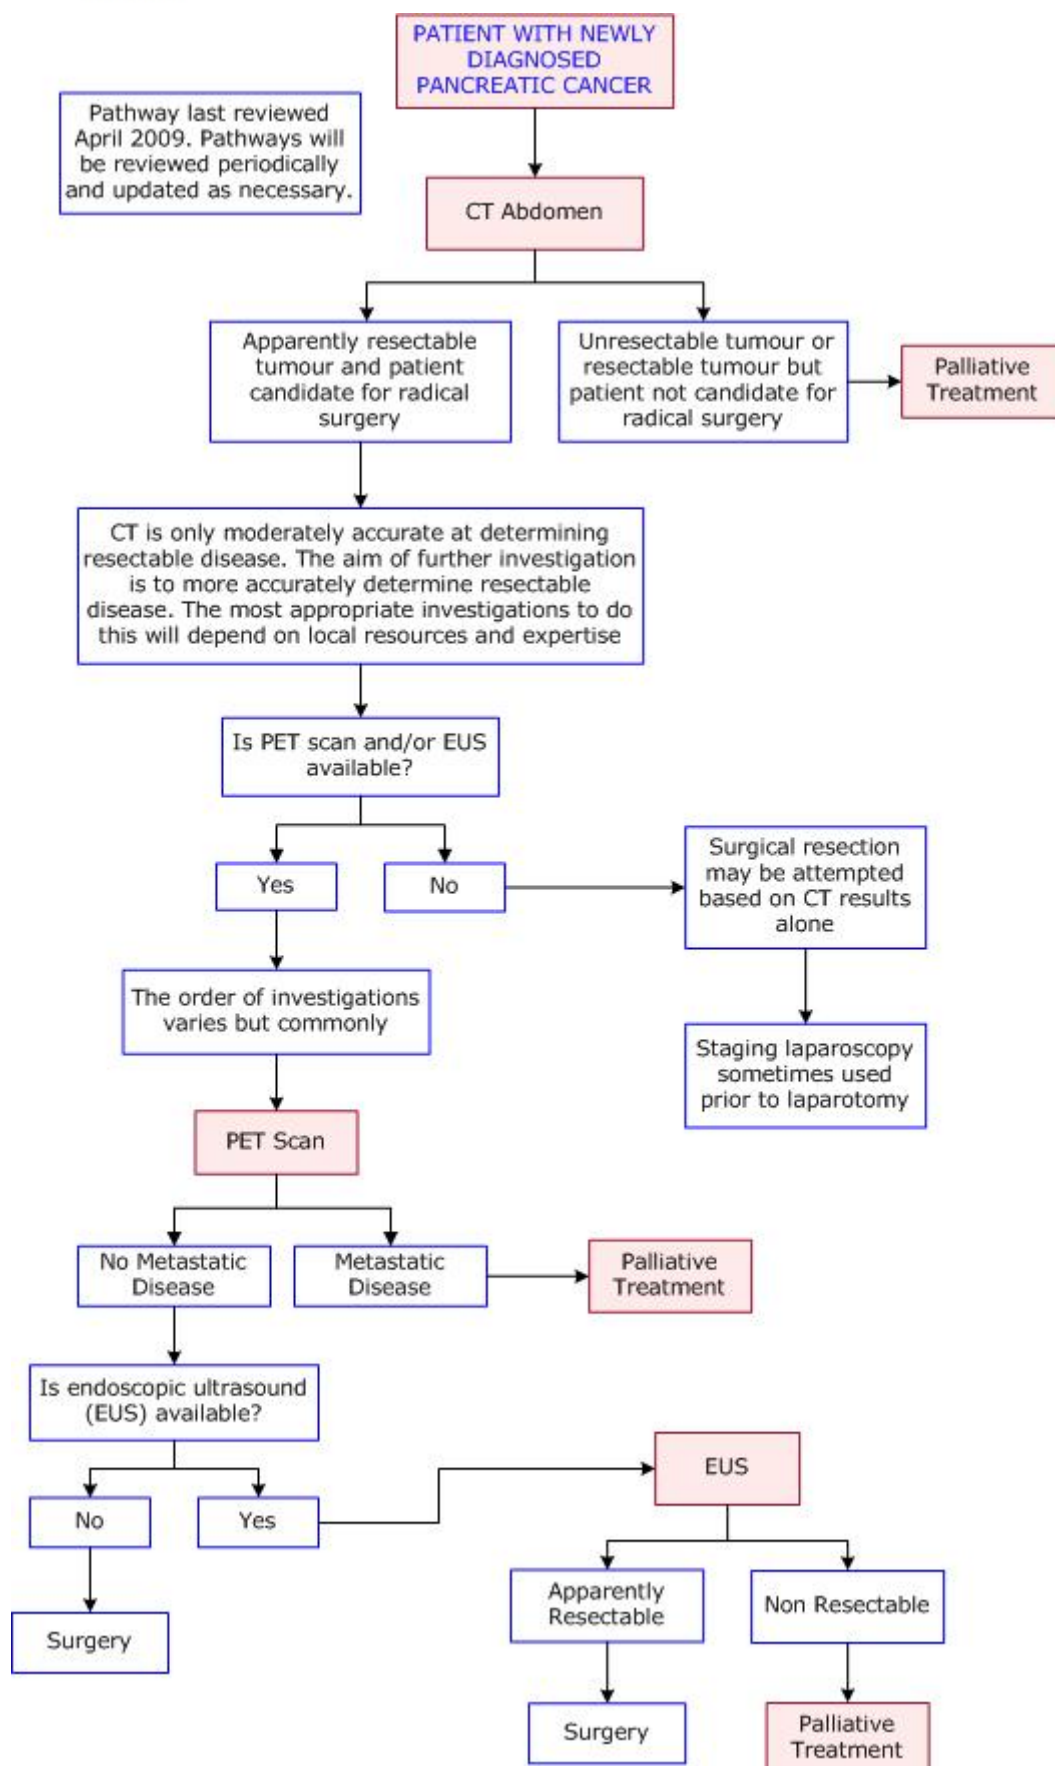 PATIENT WITH NEWLY
DIAGNOSED
PANCREATIC CANCER
Pathway last reviewed
April 2009. Pathways will
be reviewed periodically
and updated as necessary.
CT Abdomen
Apparently resectable
tumour and patient
candidate for radical
surgery
Unresectable tumour or
resectable tumour but
patient not candidate for
radical surgery
Palliative
Treatment
CT is only moderately accurate at determining
resectable disease. The aim of further investigation
is to more accurately determine resectable
disease. The most appropriate investigations to do
this will depend on local resources and expertise
Is PET scan and/or EUS
available?
Yes
No
Surgical resection
may be attempted
based on CT results
alone
The order of investigations
varies but commonly
Staging laparoscopy
sometimes used
prior to laparotomy
PET Scan
No Metastatic
Disease
Metastatic
Disease
Palliative
Treatment
Is endoscopic ultrasound
(EUS) available?
EUS
No
Yes
Apparently
Resectable
Non Resectable
Surgery
Surgery
Palliative
Treatment